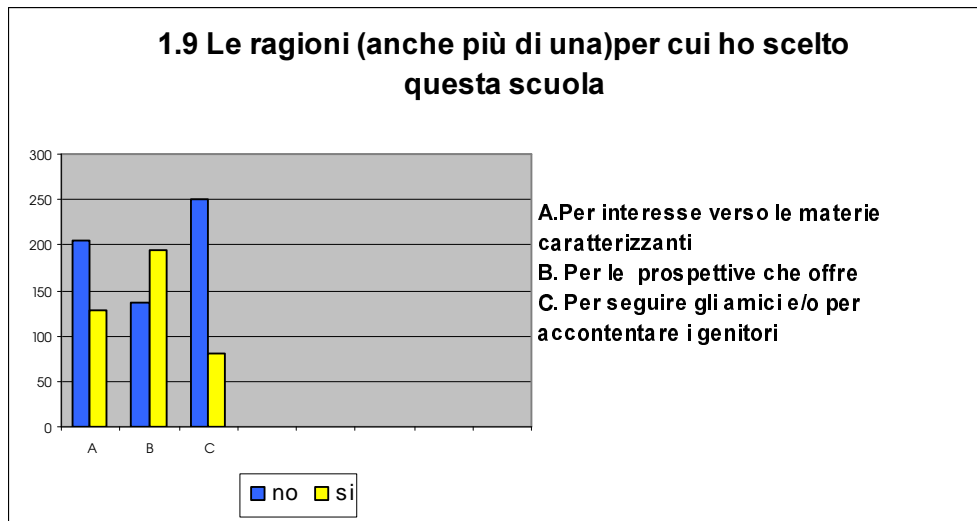 1.9 Le ragioni (anche più di una)per cui ho scelto
questa scuola
300
250
200
150
100
50
0
A B C
no si
A.Per interesse verso le materie
caratterizzanti
B. Per le prospettive che offre
C. Per seguire gli amici e/o per
accontentare i genitori